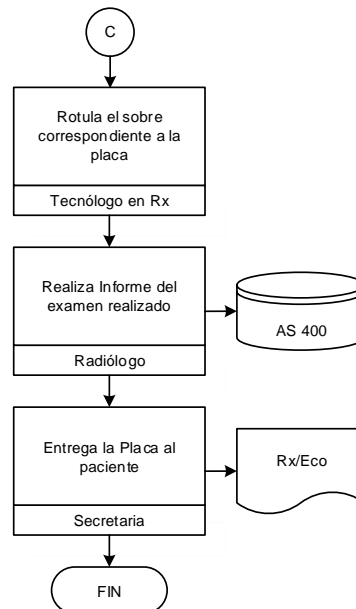 C
Rotula el sobre
correspondiente a la
placa
Tecnólogo en Rx
Realiza Informe del
examen realizado
AS 400
Radiólogo
Entrega la Placa al
paciente
Rx/Eco
Secretaria
FIN